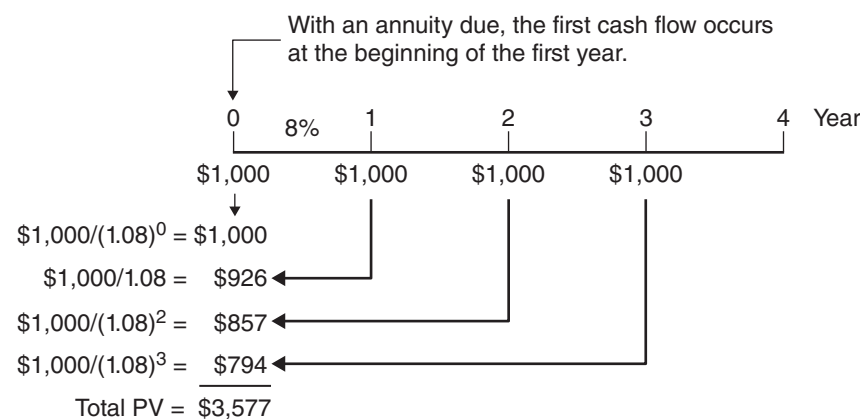 With an annuity due, the first cash flow occurs
at the beginning of the first year.
0 8% 1 2 3 4 Year
$1,000 $1,000 $1,000 $1,000
$1,000/(1.08)⁰ = $1,000
$1,000/1.08 = $926
$1,000/(1.08)² = $857
$1,000/(1.08)³ = $794
Total PV = $3,577